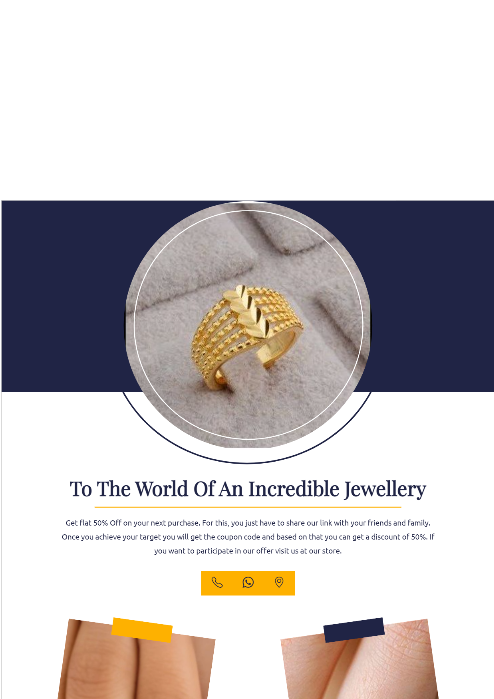 To The World Of An Incredible Jewellery
Get flat 50% Off on your next purchase. For this, you just have to share our link with your friends and family.
Once you achieve your target you will get the coupon code and based on that you can get a discount of 50%. If
you want to participate in our offer visit us at our store.